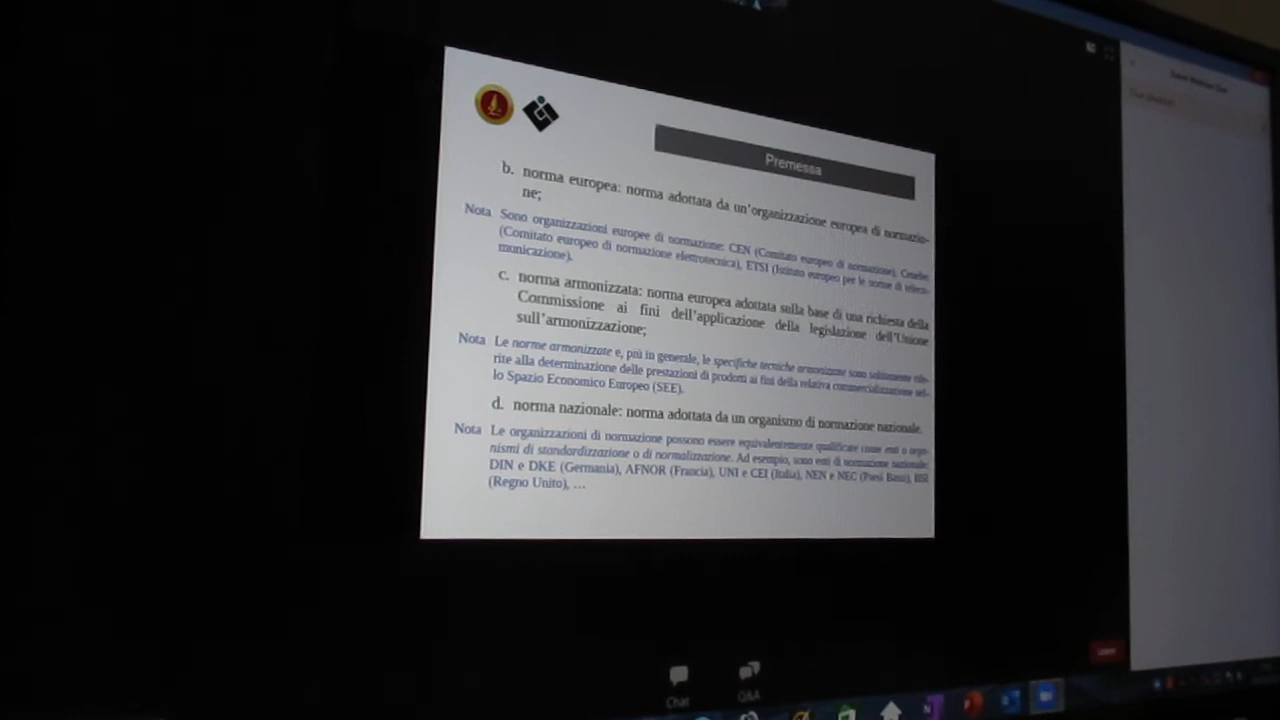 Premessa
b. norma europea: norma adottata da un'organizzazione europea di normazio-
ne;
Nota Sono organizzazioni europee di normazione: CEN (Comitato europeo di normazione), Cenelec
(Comitato europeo di normazione elettrotecnica), ETSI (Istituto europeo per le norme di teleco-
municazione).
c. norma armonizzata: norma europea adottata sulla base di una richiesta della
Commissione ai fini dell'applicazione della legislazione dell'Unione
sull'armonizzazione;
Nota Le norme armonizzate e, più in generale, le specifiche tecniche armonizzate sono solitamente rife-
rite alla determinazione delle prestazioni di prodotti ai fini della relativa commercializzazione nel-
lo Spazio Economico Europeo (SEE).
d. norma nazionale: norma adottata da un organismo di normazione nazionale.
Nota Le organizzazioni di normazione possono essere equivalentemente qualificate come enti o orga-
nismi di standardizzazione o di normalizzazione. Ad esempio, sono enti di normazione nazionale:
DIN e DKE (Germania), AFNOR (Francia), UNI e CEI (Italia), NEN e NEC (Paesi Bassi), BSI
(Regno Unito), …
Leave
Chat
Q&A